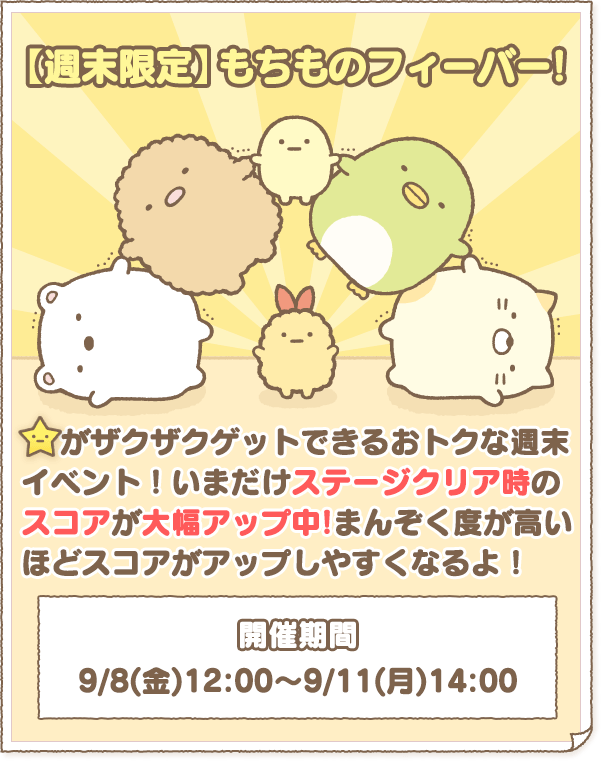 【週末限定】もちものフィーバー!
がザクザクゲットできるおトクな週末
イベント！いまだけステージクリア時の
スコアが大幅アップ中!まんぞく度が高い
ほどスコアがアップしやすくなるよ！
開催期間
9/8(金)12:00〜9/11(月)14:00